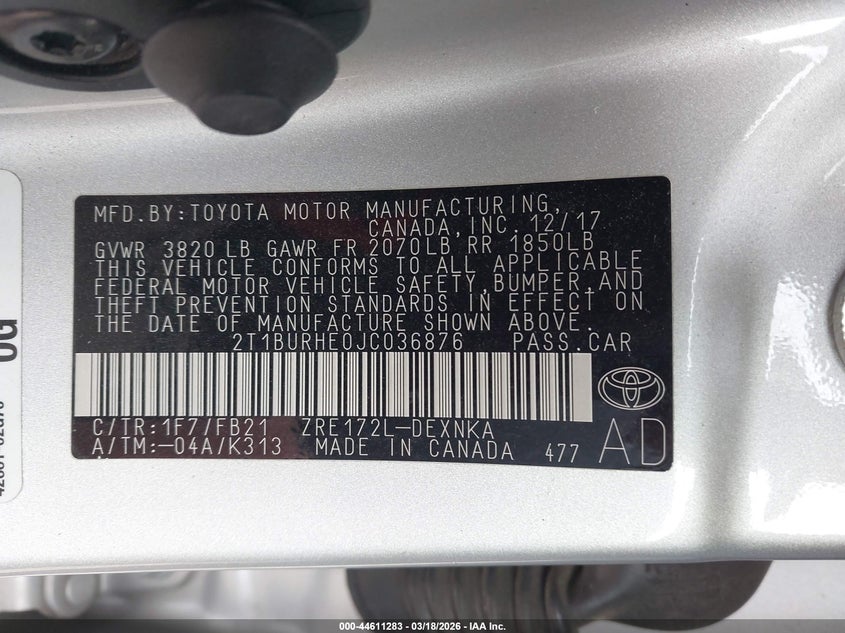 MFD.BY:TOYOTA MOTOR MANUFACTURING,
CANADA,INC. 12/17
GVWR 3820 LB GAWR FR 2070LB RR 1850LB
THIS VEHICLE CONFORMS TO ALL APPLICABLE
FEDERAL MOTOR VEHICLE SAFETY,BUMPER,AND
THEFT PREVENTION STANDARDS IN EFFECT ON
THE DATE OF MANUFACTURE SHOWN ABOVE.
2T1BURHE0JC036876 PASS.CAR
C/TR:1F7/FB21 ZRE172L-DEXNKA
A/TM:-04A/K313 MADE IN CANADA 477 AD
000-44611283 - 03/18/2026 - IAA Inc.